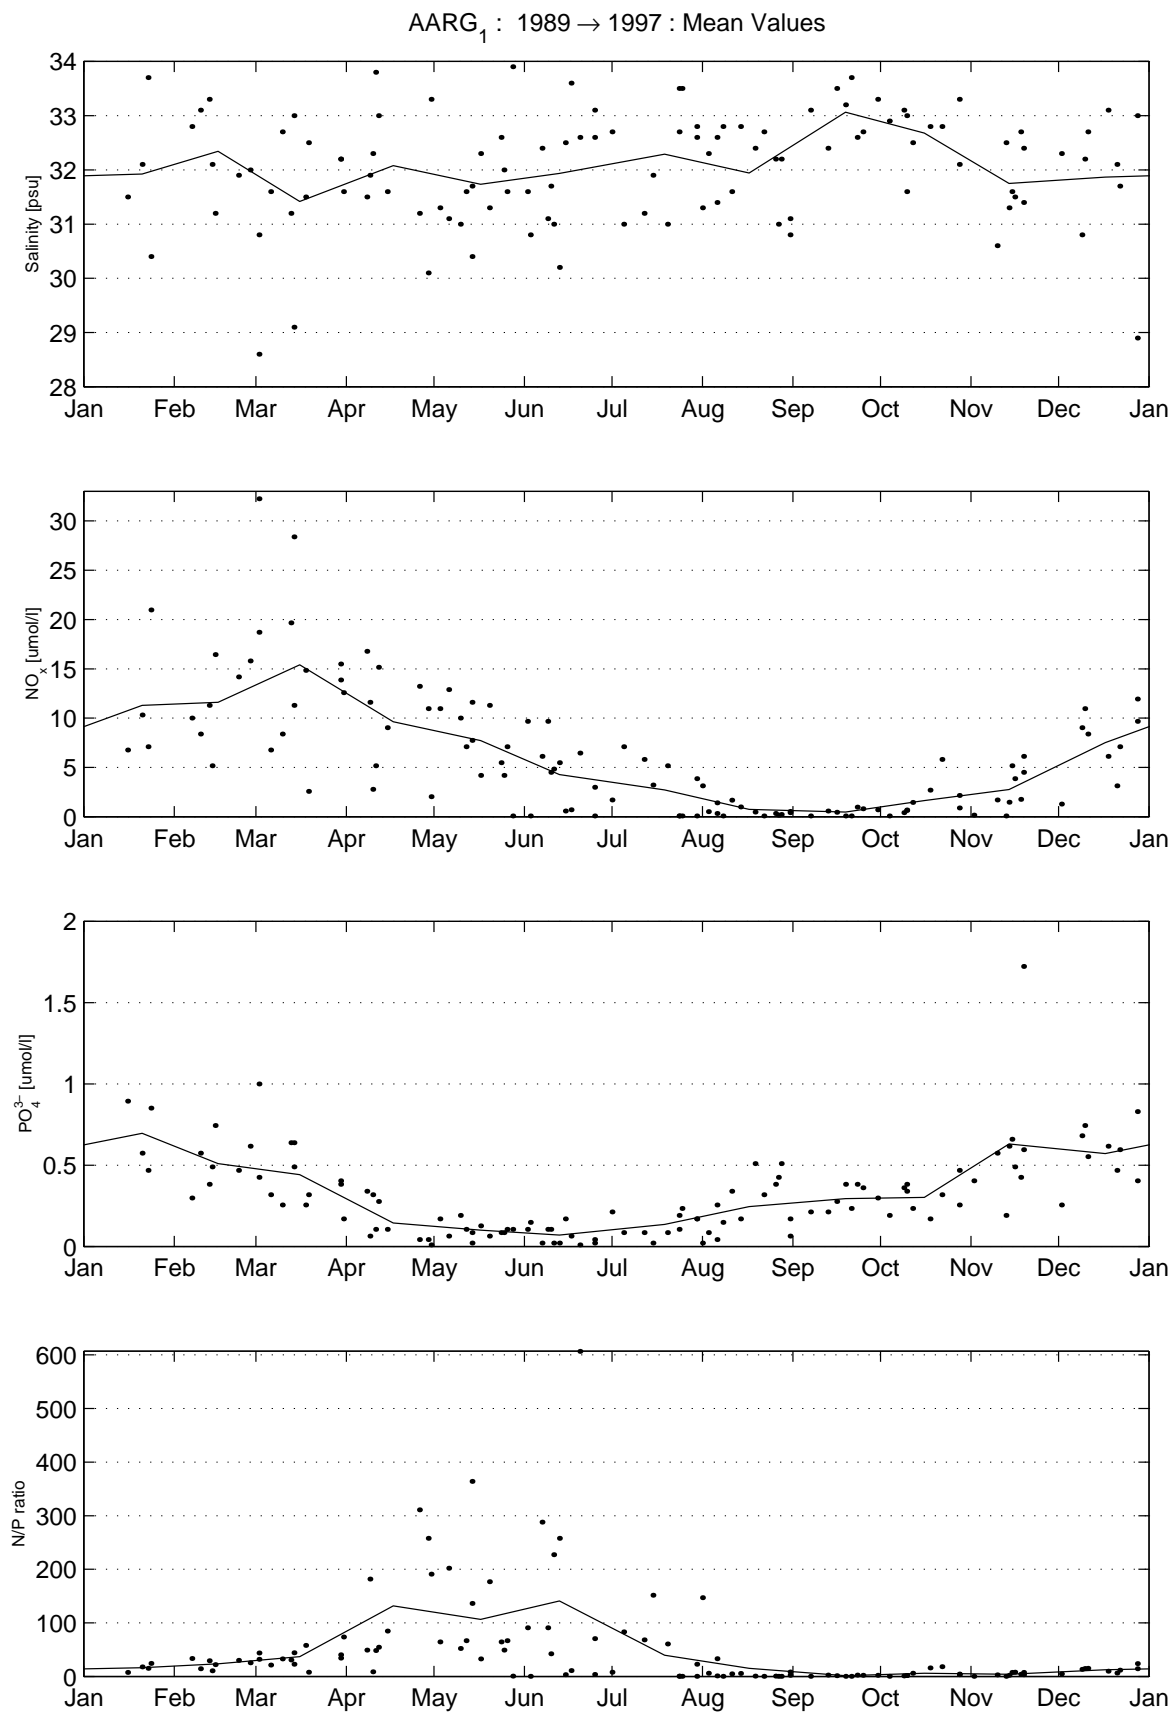 AARG1 : 1989 → 1997 : Mean Values
34
33
32
31
30
29
28
Salinity [psu]
Jan Feb Mar Apr May Jun Jul Aug Sep Oct Nov Dec Jan
30
25
20
15
10
5
0
NOx [umol/l]
Jan Feb Mar Apr May Jun Jul Aug Sep Oct Nov Dec Jan
2
1.5
1
0.5
0
PO43− [umol/l]
Jan Feb Mar Apr May Jun Jul Aug Sep Oct Nov Dec Jan
600
500
400
300
200
100
0
N/P ratio
Jan Feb Mar Apr May Jun Jul Aug Sep Oct Nov Dec Jan